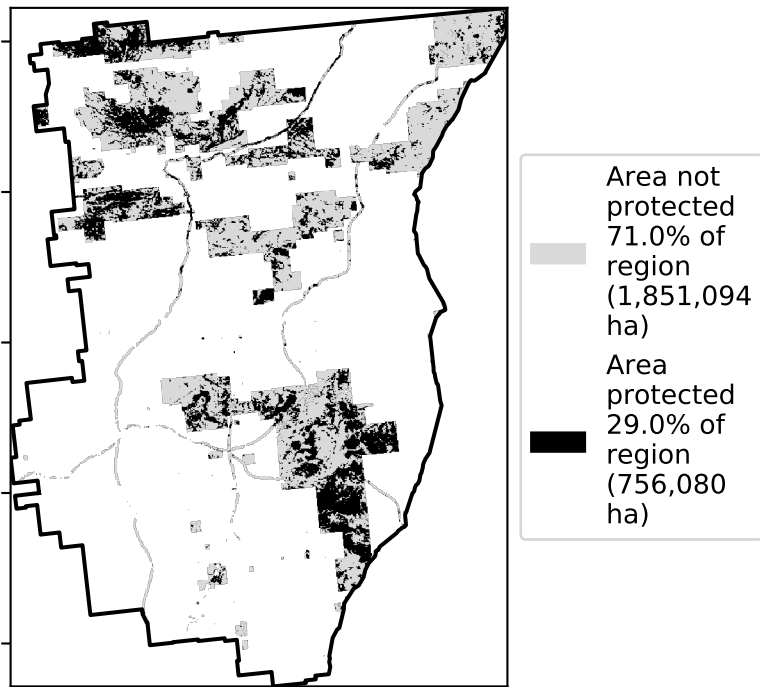 Area not
protected
71.0% of
region
(1,851,094
ha)
Area
protected
29.0% of
region
(756,080
ha)